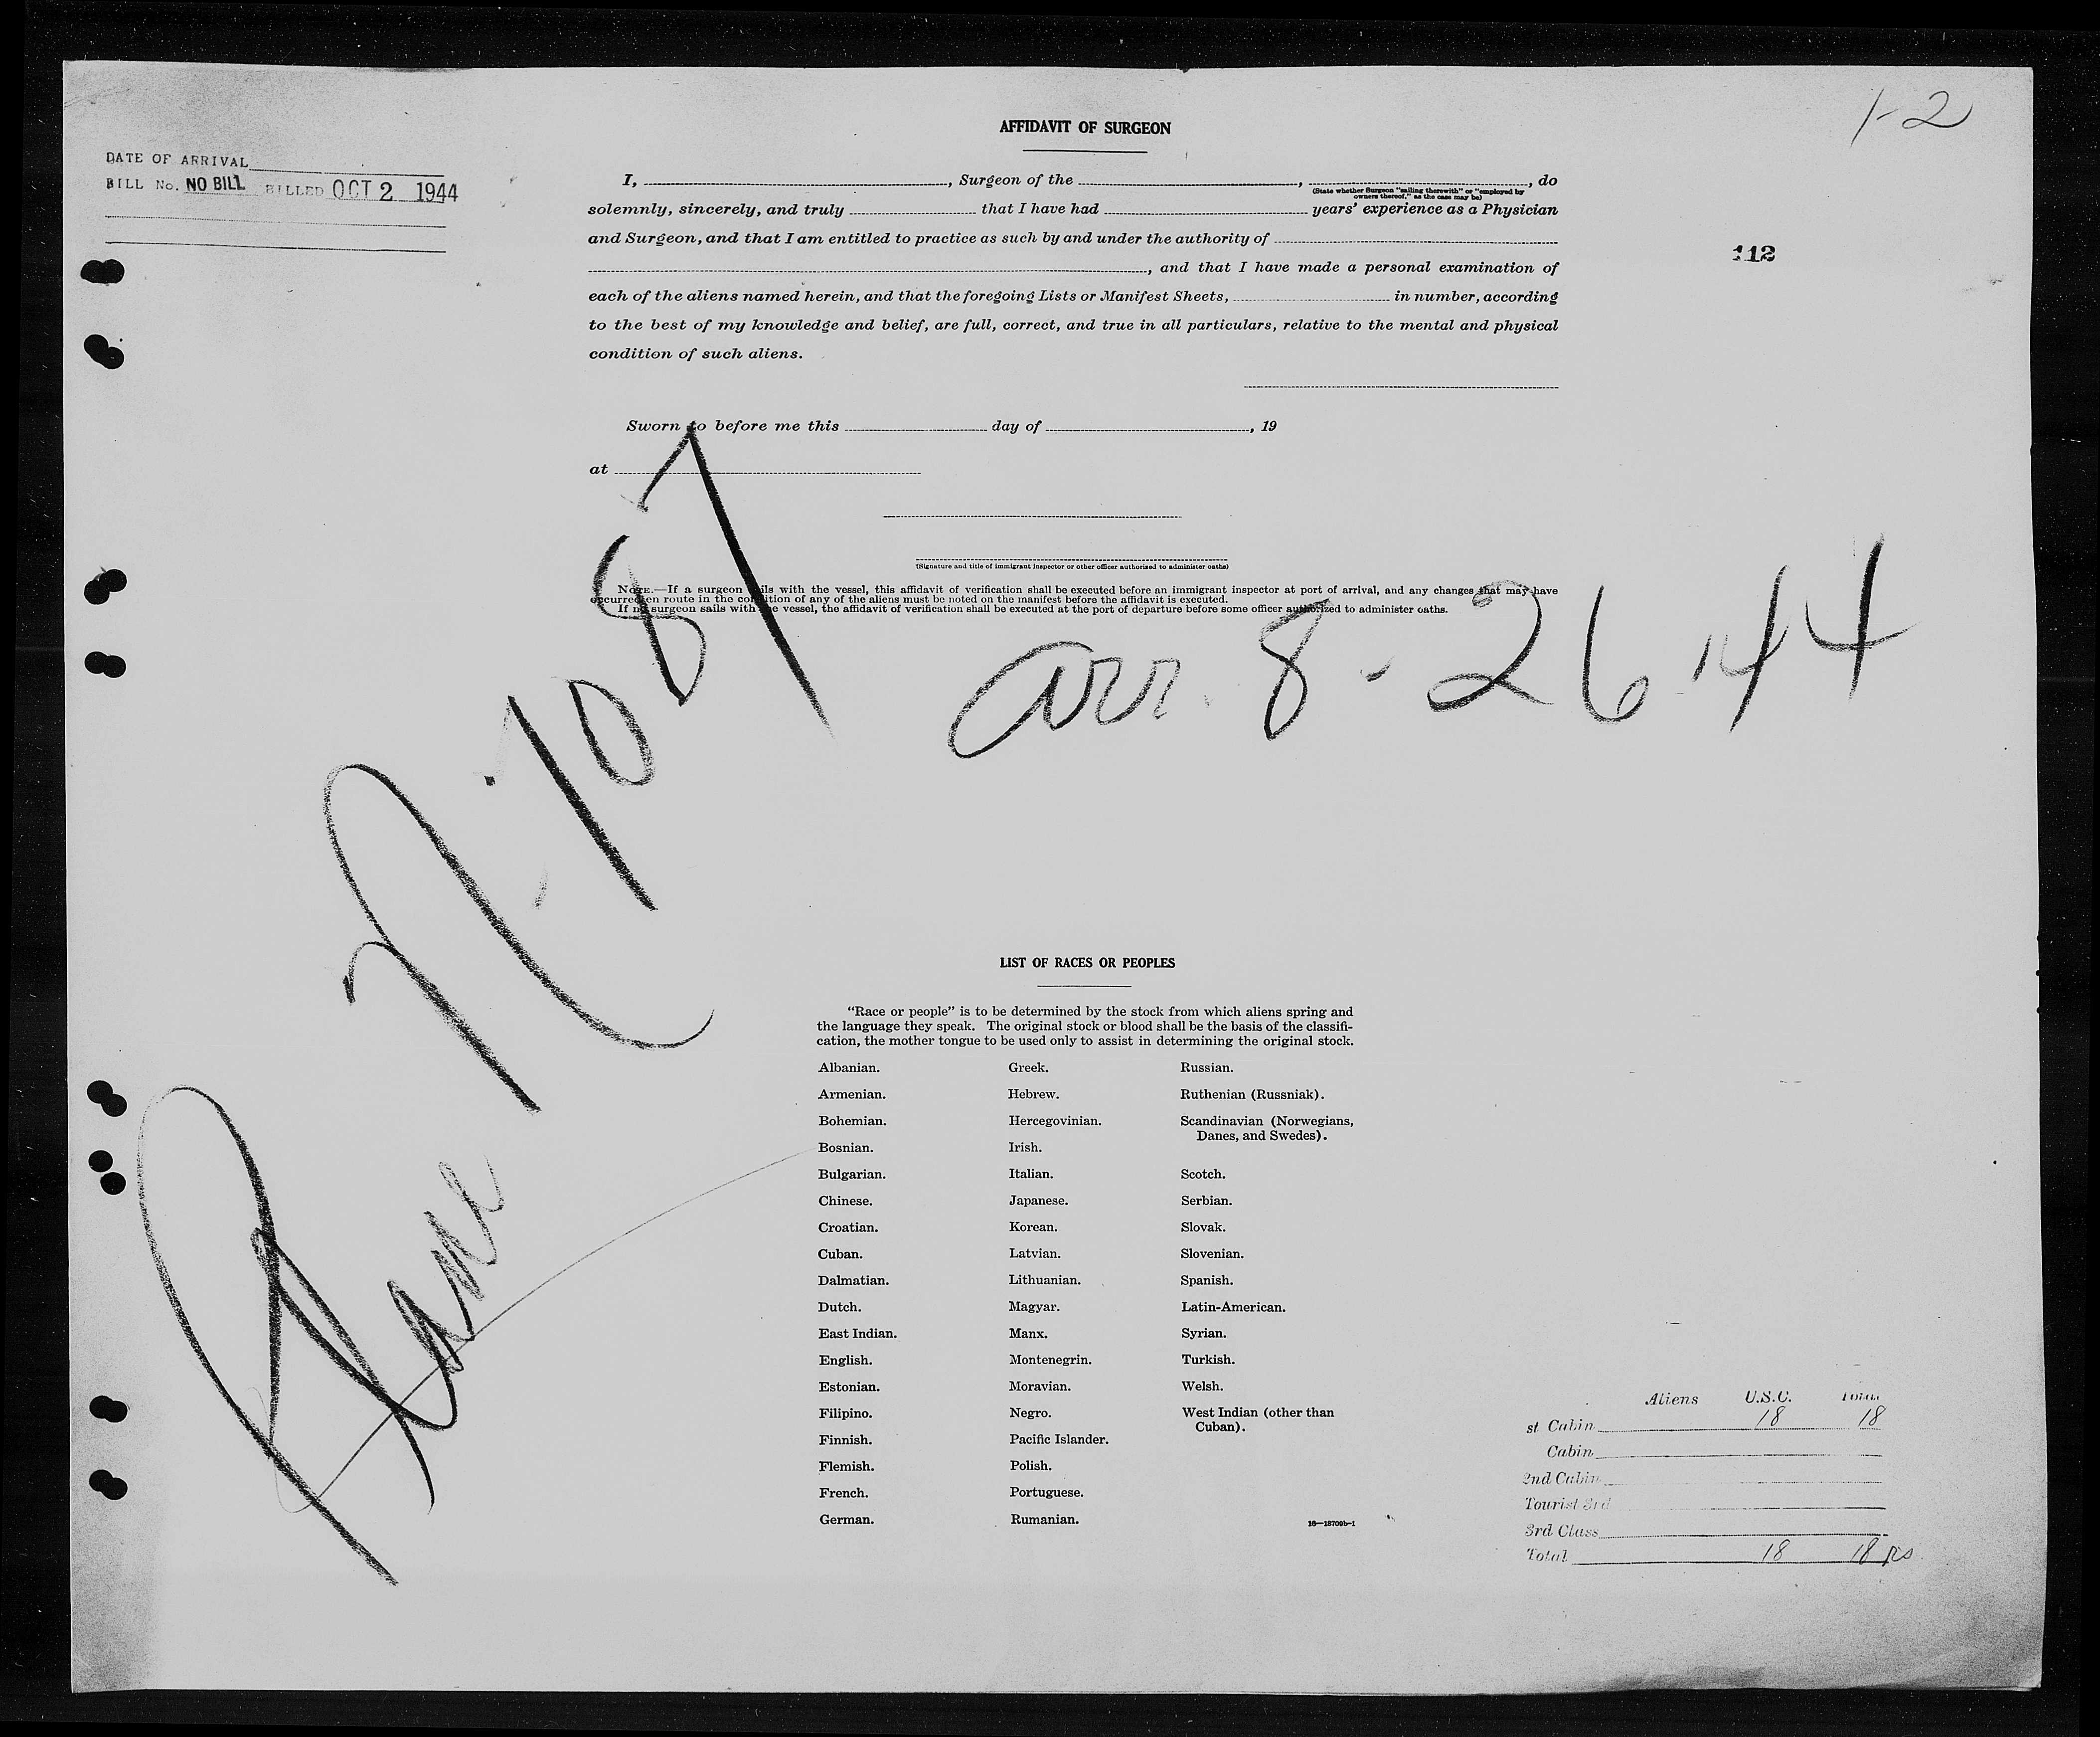 1-2
AFFIDAVIT OF SURGEON
DATE OF ARRIVAL
BILL No. NO BILL BILLED OCT 2 1944
I, , Surgeon of the , , do
(State whether Surgeon "sailing therewith" or "employed by
owners thereof," as the case may be)
solemnly, sincerely, and truly that I have had years' experience as a Physician
and Surgeon, and that I am entitled to practice as such by and under the authority of
112
, and that I have made a personal examination of
each of the aliens named herein, and that the foregoing Lists or Manifest Sheets, in number, according
to the best of my knowledge and belief, are full, correct, and true in all particulars, relative to the mental and physical
condition of such aliens.
Sworn to before me this day of , 19
at
(Signature and title of immigrant inspector or other officer authorized to administer oaths)
NOTE.—If a surgeon sails with the vessel, this affidavit of verification shall be executed before an immigrant inspector at port of arrival, and any changes that may have
occurred en route in the condition of any of the aliens must be noted on the manifest before the affidavit is executed.
If no surgeon sails with the vessel, the affidavit of verification shall be executed at the port of departure before some officer authorized to administer oaths.
arr. 8-26-44
Plane N-1087
LIST OF RACES OR PEOPLES
"Race or people" is to be determined by the stock from which aliens spring and
the language they speak. The original stock or blood shall be the basis of the classifi-
cation, the mother tongue to be used only to assist in determining the original stock.
Albanian. Greek. Russian.
Armenian. Hebrew. Ruthenian (Russniak).
Bohemian. Hercegovinian. Scandinavian (Norwegians,
Danes, and Swedes).
Bosnian. Irish.
Bulgarian. Italian. Scotch.
Chinese. Japanese. Serbian.
Croatian. Korean. Slovak.
Cuban. Latvian. Slovenian.
Dalmatian. Lithuanian. Spanish.
Dutch. Magyar. Latin-American.
East Indian. Manx. Syrian.
English. Montenegrin. Turkish.
Estonian. Moravian. Welsh.
Filipino. Negro. West Indian (other than
Cuban).
Finnish. Pacific Islander.
Flemish. Polish.
French. Portuguese.
German. Rumanian.
16—18709b-1
Aliens U.S.C. Total
st Cabin 18 18
Cabin
2nd Cabin
Tourist 3rd
3rd Class
Total 18 18